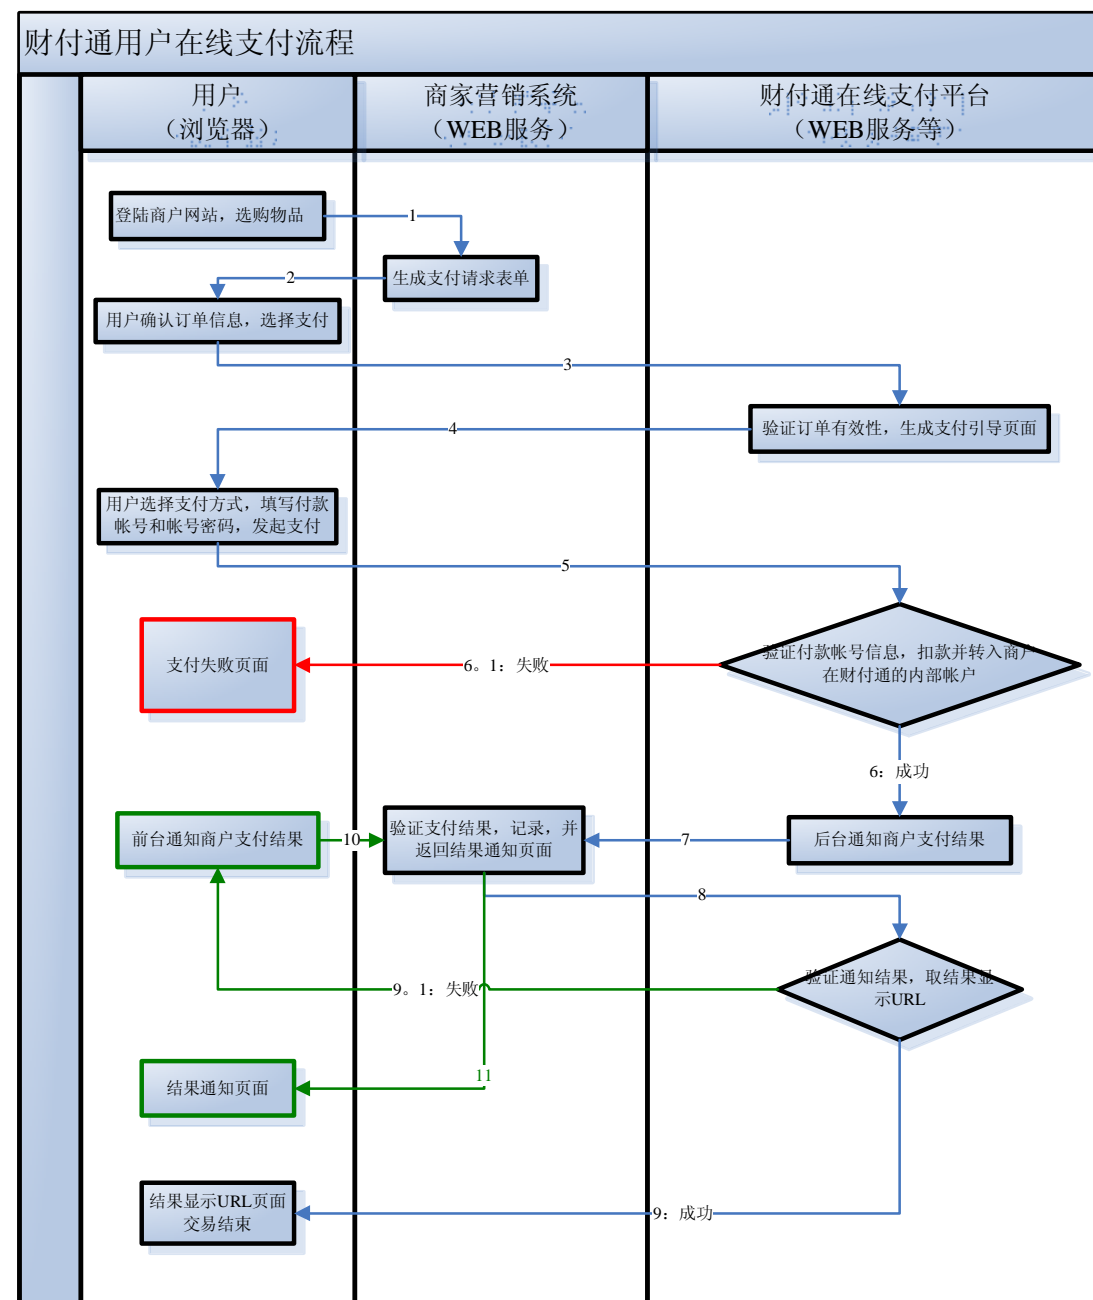 财付通用户在线支付流程
用户
（浏览器）
商家营销系统
（WEB服务）
财付通在线支付平台
（WEB服务等）
登陆商户网站，选购物品
1
生成支付请求表单
2
用户确认订单信息，选择支付
3
验证订单有效性，生成支付引导页面
4
用户选择支付方式，填写付款
帐号和帐号密码，发起支付
5
验证付款帐号信息，扣款并转入商户
在财付通的内部帐户
6。1：失败
支付失败页面
6：成功
前台通知商户支付结果
10
验证支付结果，记录，并
返回结果通知页面
7
后台通知商户支付结果
8
验证通知结果，取结果显
示URL
9。1：失败
11
结果通知页面
结果显示URL页面
交易结束
9：成功